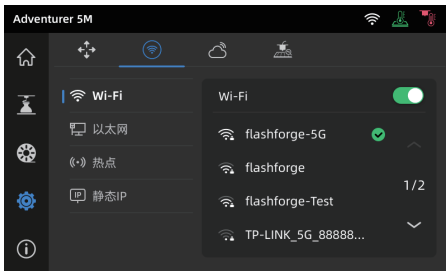 Adventurer 5M
Wi-Fi
以太网
热点
IP 静态IP
Wi-Fi
flashforge-5G
flashforge
flashforge-Test
TP-LINK_5G_88888...
1/2